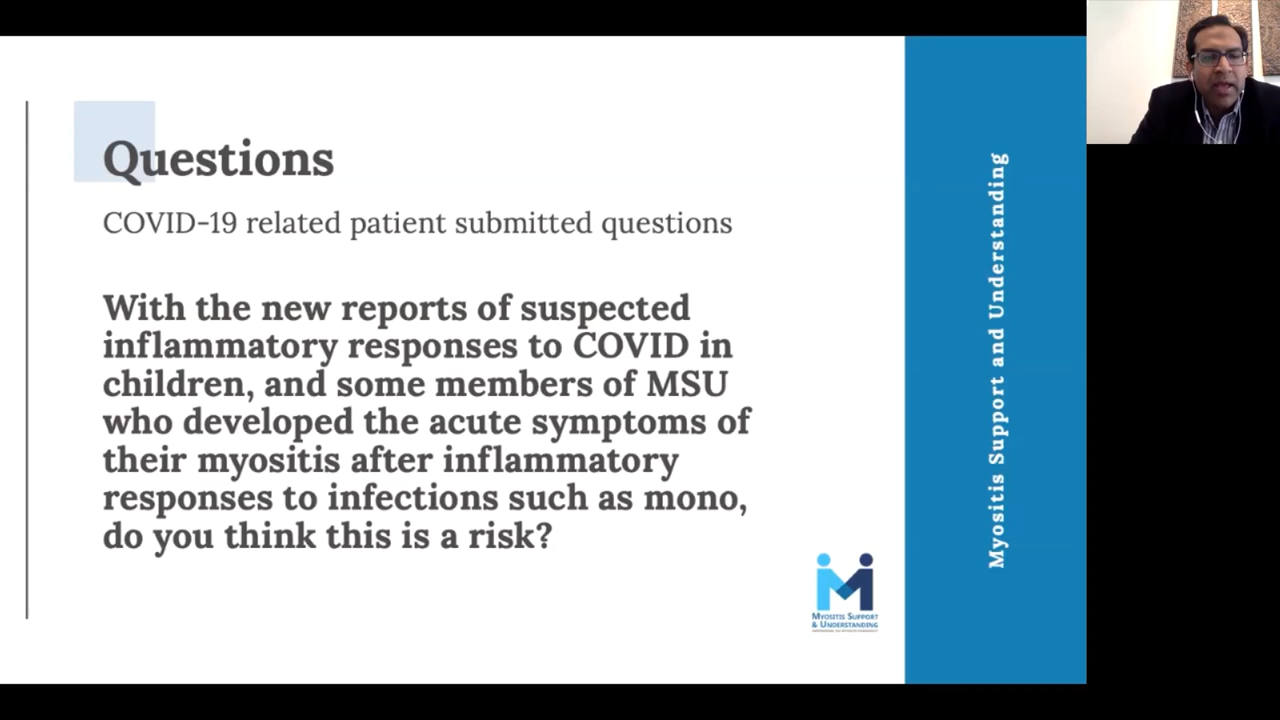 Questions
COVID-19 related patient submitted questions
With the new reports of suspected
inflammatory responses to COVID in
children, and some members of MSU
who developed the acute symptoms of
their myositis after inflammatory
responses to infections such as mono,
do you think this is a risk?
Myositis Support and Understanding
Myositis Support
& Understanding